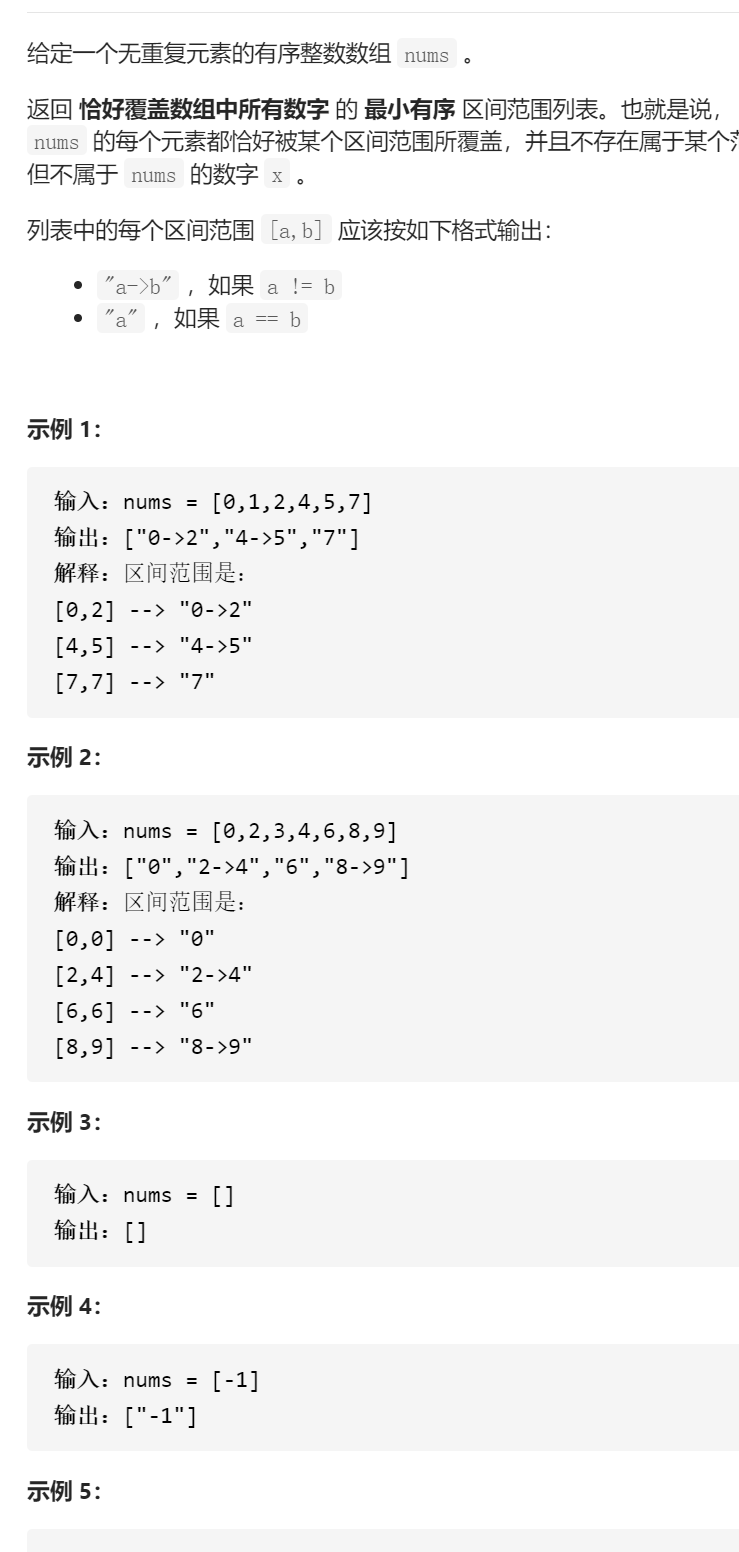 给定一个无重复元素的有序整数数组 nums 。
返回 恰好覆盖数组中所有数字 的 最小有序 区间范围列表。也就是说，
nums 的每个元素都恰好被某个区间范围所覆盖，并且不存在属于某个
但不属于 nums 的数字 x 。
列表中的每个区间范围 [a,b] 应该按如下格式输出：
• "a->b" ，如果 a != b
• "a" ，如果 a == b
示例 1：
输入：nums = [0,1,2,4,5,7]
输出：["0->2","4->5","7"]
解释：区间范围是：
[0,2] --> "0->2"
[4,5] --> "4->5"
[7,7] --> "7"
示例 2：
输入：nums = [0,2,3,4,6,8,9]
输出：["0","2->4","6","8->9"]
解释：区间范围是：
[0,0] --> "0"
[2,4] --> "2->4"
[6,6] --> "6"
[8,9] --> "8->9"
示例 3：
输入：nums = []
输出：[]
示例 4：
输入：nums = [-1]
输出：["-1"]
示例 5：